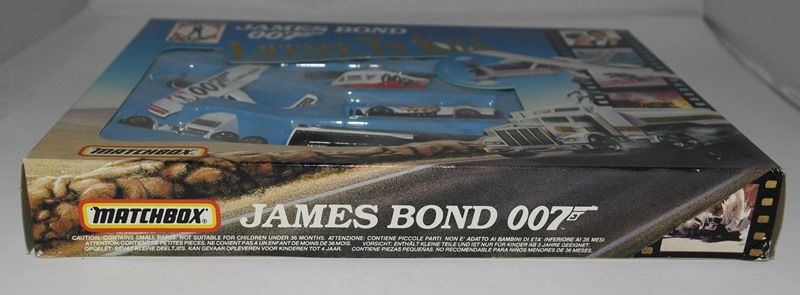 JAMES BOND
007
LICENCE TO KILL
007
MATCHBOX
MATCHBOX® JAMES BOND 007
CAUTION: CONTAINS SMALL PARTS. NOT SUITABLE FOR CHILDREN UNDER 36 MONTHS. ATTENZIONE: CONTIENE PICCOLE PARTI. NON E' ADATTO AI BAMBINI DI ETA' INFERIORE AI 36 MESI.
ATTENTION: CONTIENT DE PETITES PIECES, NE CONVIENT PAS A UN ENFANT DE MOINS DE 36 MOIS. VORSICHT: ENTHÄLT KLEINE TEILE UND IST NUR FÜR KINDER AB 3 JAHRE GEEIGNET.
OPGELET: BEVAT KLEINE DEELTJES, KAN GEVAAR OPLEVEREN VOOR KINDEREN TOT 4 JAAR. CONTIENE PIEZAS PEQUEÑAS. NO RECOMENDABLE PARA NIÑOS MENORES DE 36 MESES.